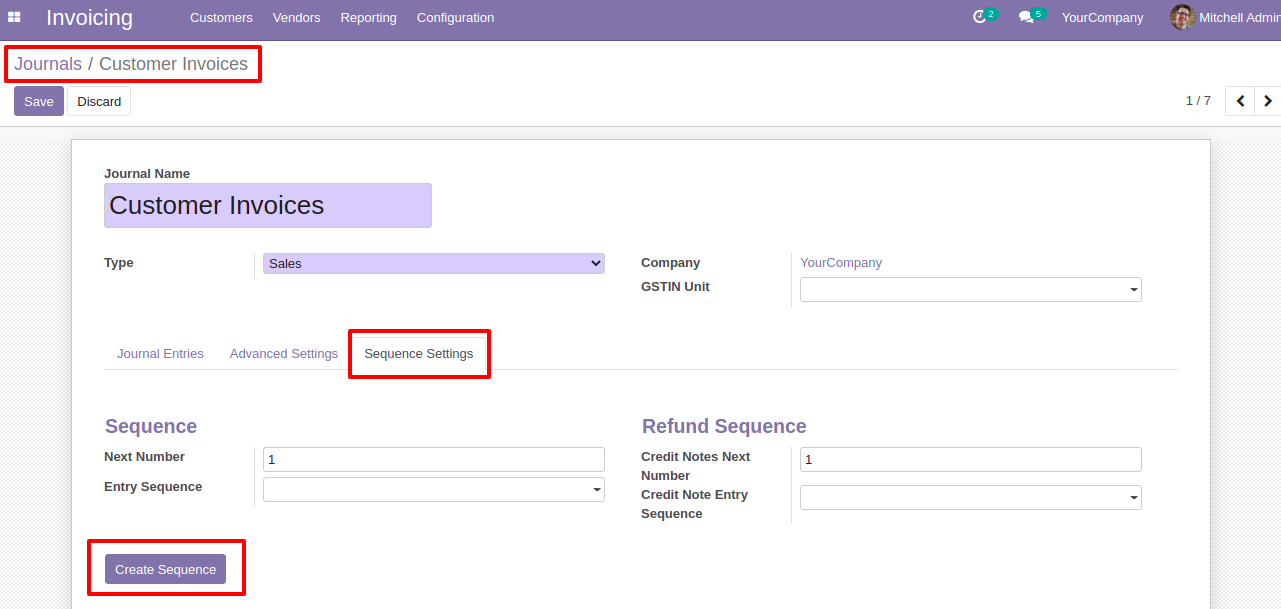 Invoicing Customers Vendors Reporting Configuration 2 5 YourCompany Mitchell Admin
Journals / Customer Invoices
Save Discard 1 / 7
Journal Name
Customer Invoices
Type Sales Company YourCompany
GSTIN Unit
Journal Entries Advanced Settings Sequence Settings
Sequence Refund Sequence
Next Number 1 Credit Notes Next
Number 1
Entry Sequence Credit Note Entry
Sequence
Create Sequence